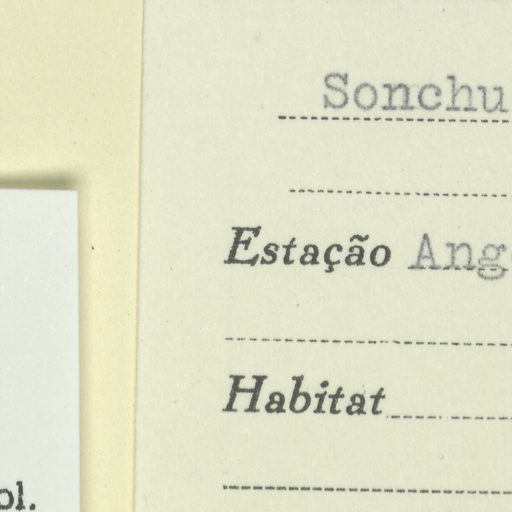 Sonchu
Estação Ang
Habitat
ol.